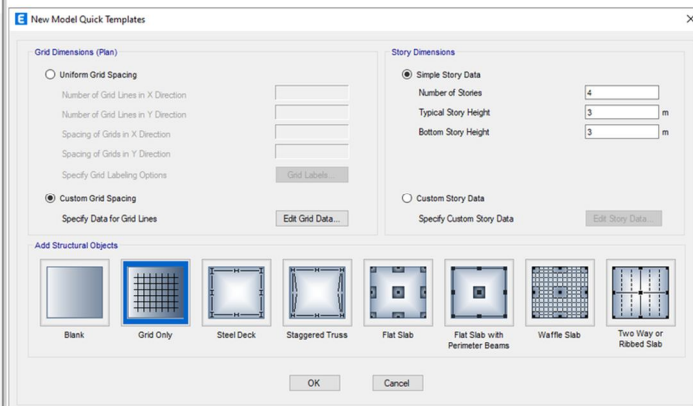 E New Model Quick Templates
Grid Dimensions (Plan)
Uniform Grid Spacing
Number of Grid Lines in X Direction
Number of Grid Lines in Y Direction
Spacing of Grids in X Direction
Spacing of Grids in Y Direction
Specify Grid Labeling Options
Grid Labels...
Custom Grid Spacing
Specify Data for Grid Lines
Edit Grid Data...
Story Dimensions
Simple Story Data
Number of Stories
4
Typical Story Height
3 m
Bottom Story Height
3 m
Custom Story Data
Specify Custom Story Data
Edit Story Data...
Add Structural Objects
Blank
Grid Only
Steel Deck
Staggered Truss
Flat Slab
Flat Slab with
Perimeter Beams
Waffle Slab
Two Way or
Ribbed Slab
OK
Cancel